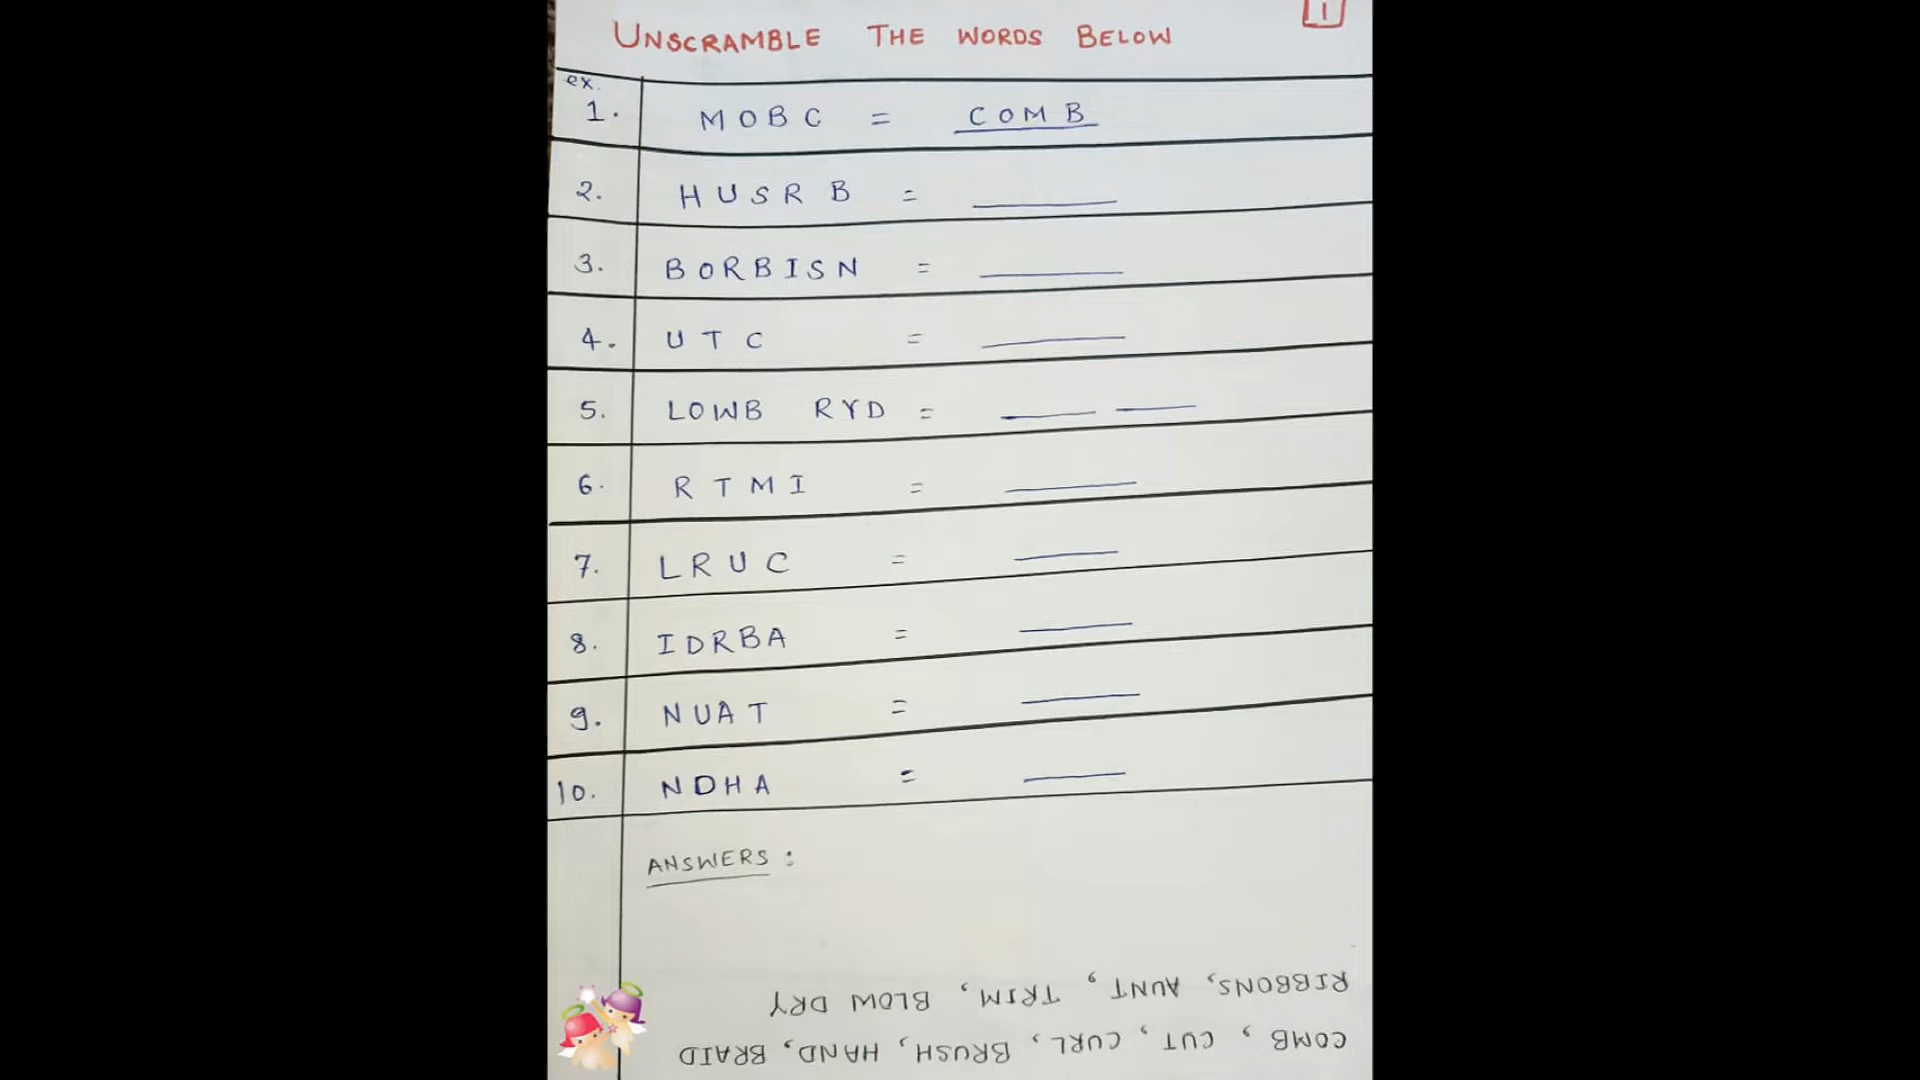 1
UNSCRAMBLE THE WORDS BELOW
ex.
1. MOBC = COMB
2. HUSRB =
3. BORBISN =
4. UTC =
5. LOWB RYD =
6. RTMI =
7. LRUC =
8. IDRBA =
9. NUAT =
10. NDHA =
ANSWERS :
COMB, CUT, CURL, BRUSH, HAND, BRAID
RIBBONS, AUNT, TRIM, BLOW DRY